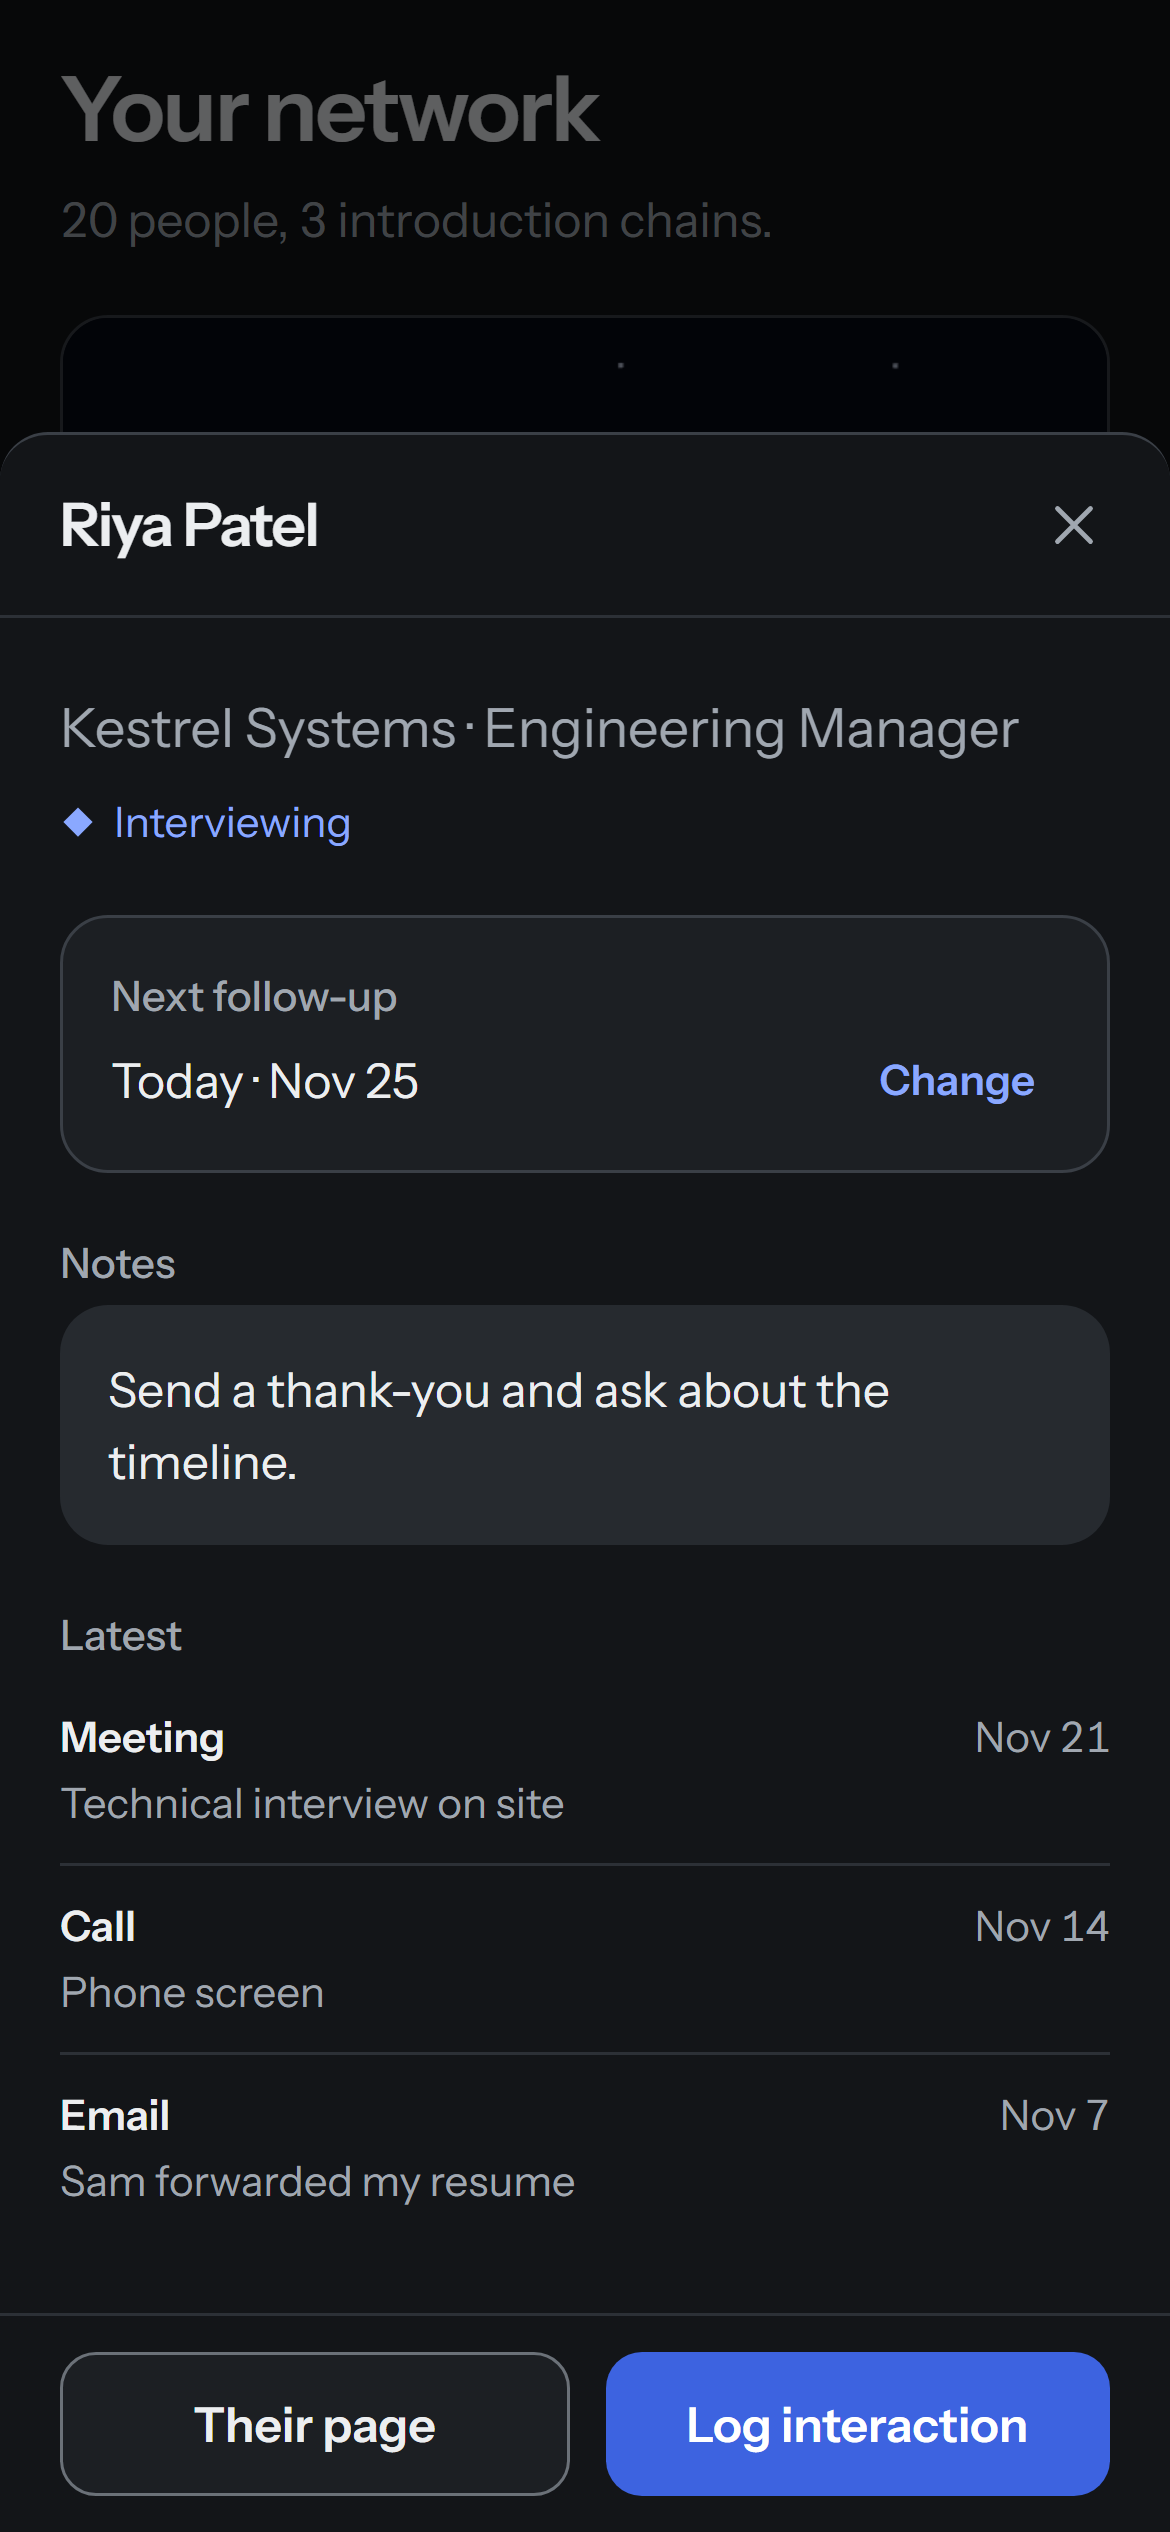 Your network
20 people, 3 introduction chains.
Riya Patel
Kestrel Systems · Engineering Manager
Interviewing
Next follow-up
Today · Nov 25
Change
Notes
Send a thank-you and ask about the
timeline.
Latest
Meeting
Nov 21
Technical interview on site
Call
Nov 14
Phone screen
Email
Nov 7
Sam forwarded my resume
Their page
Log interaction